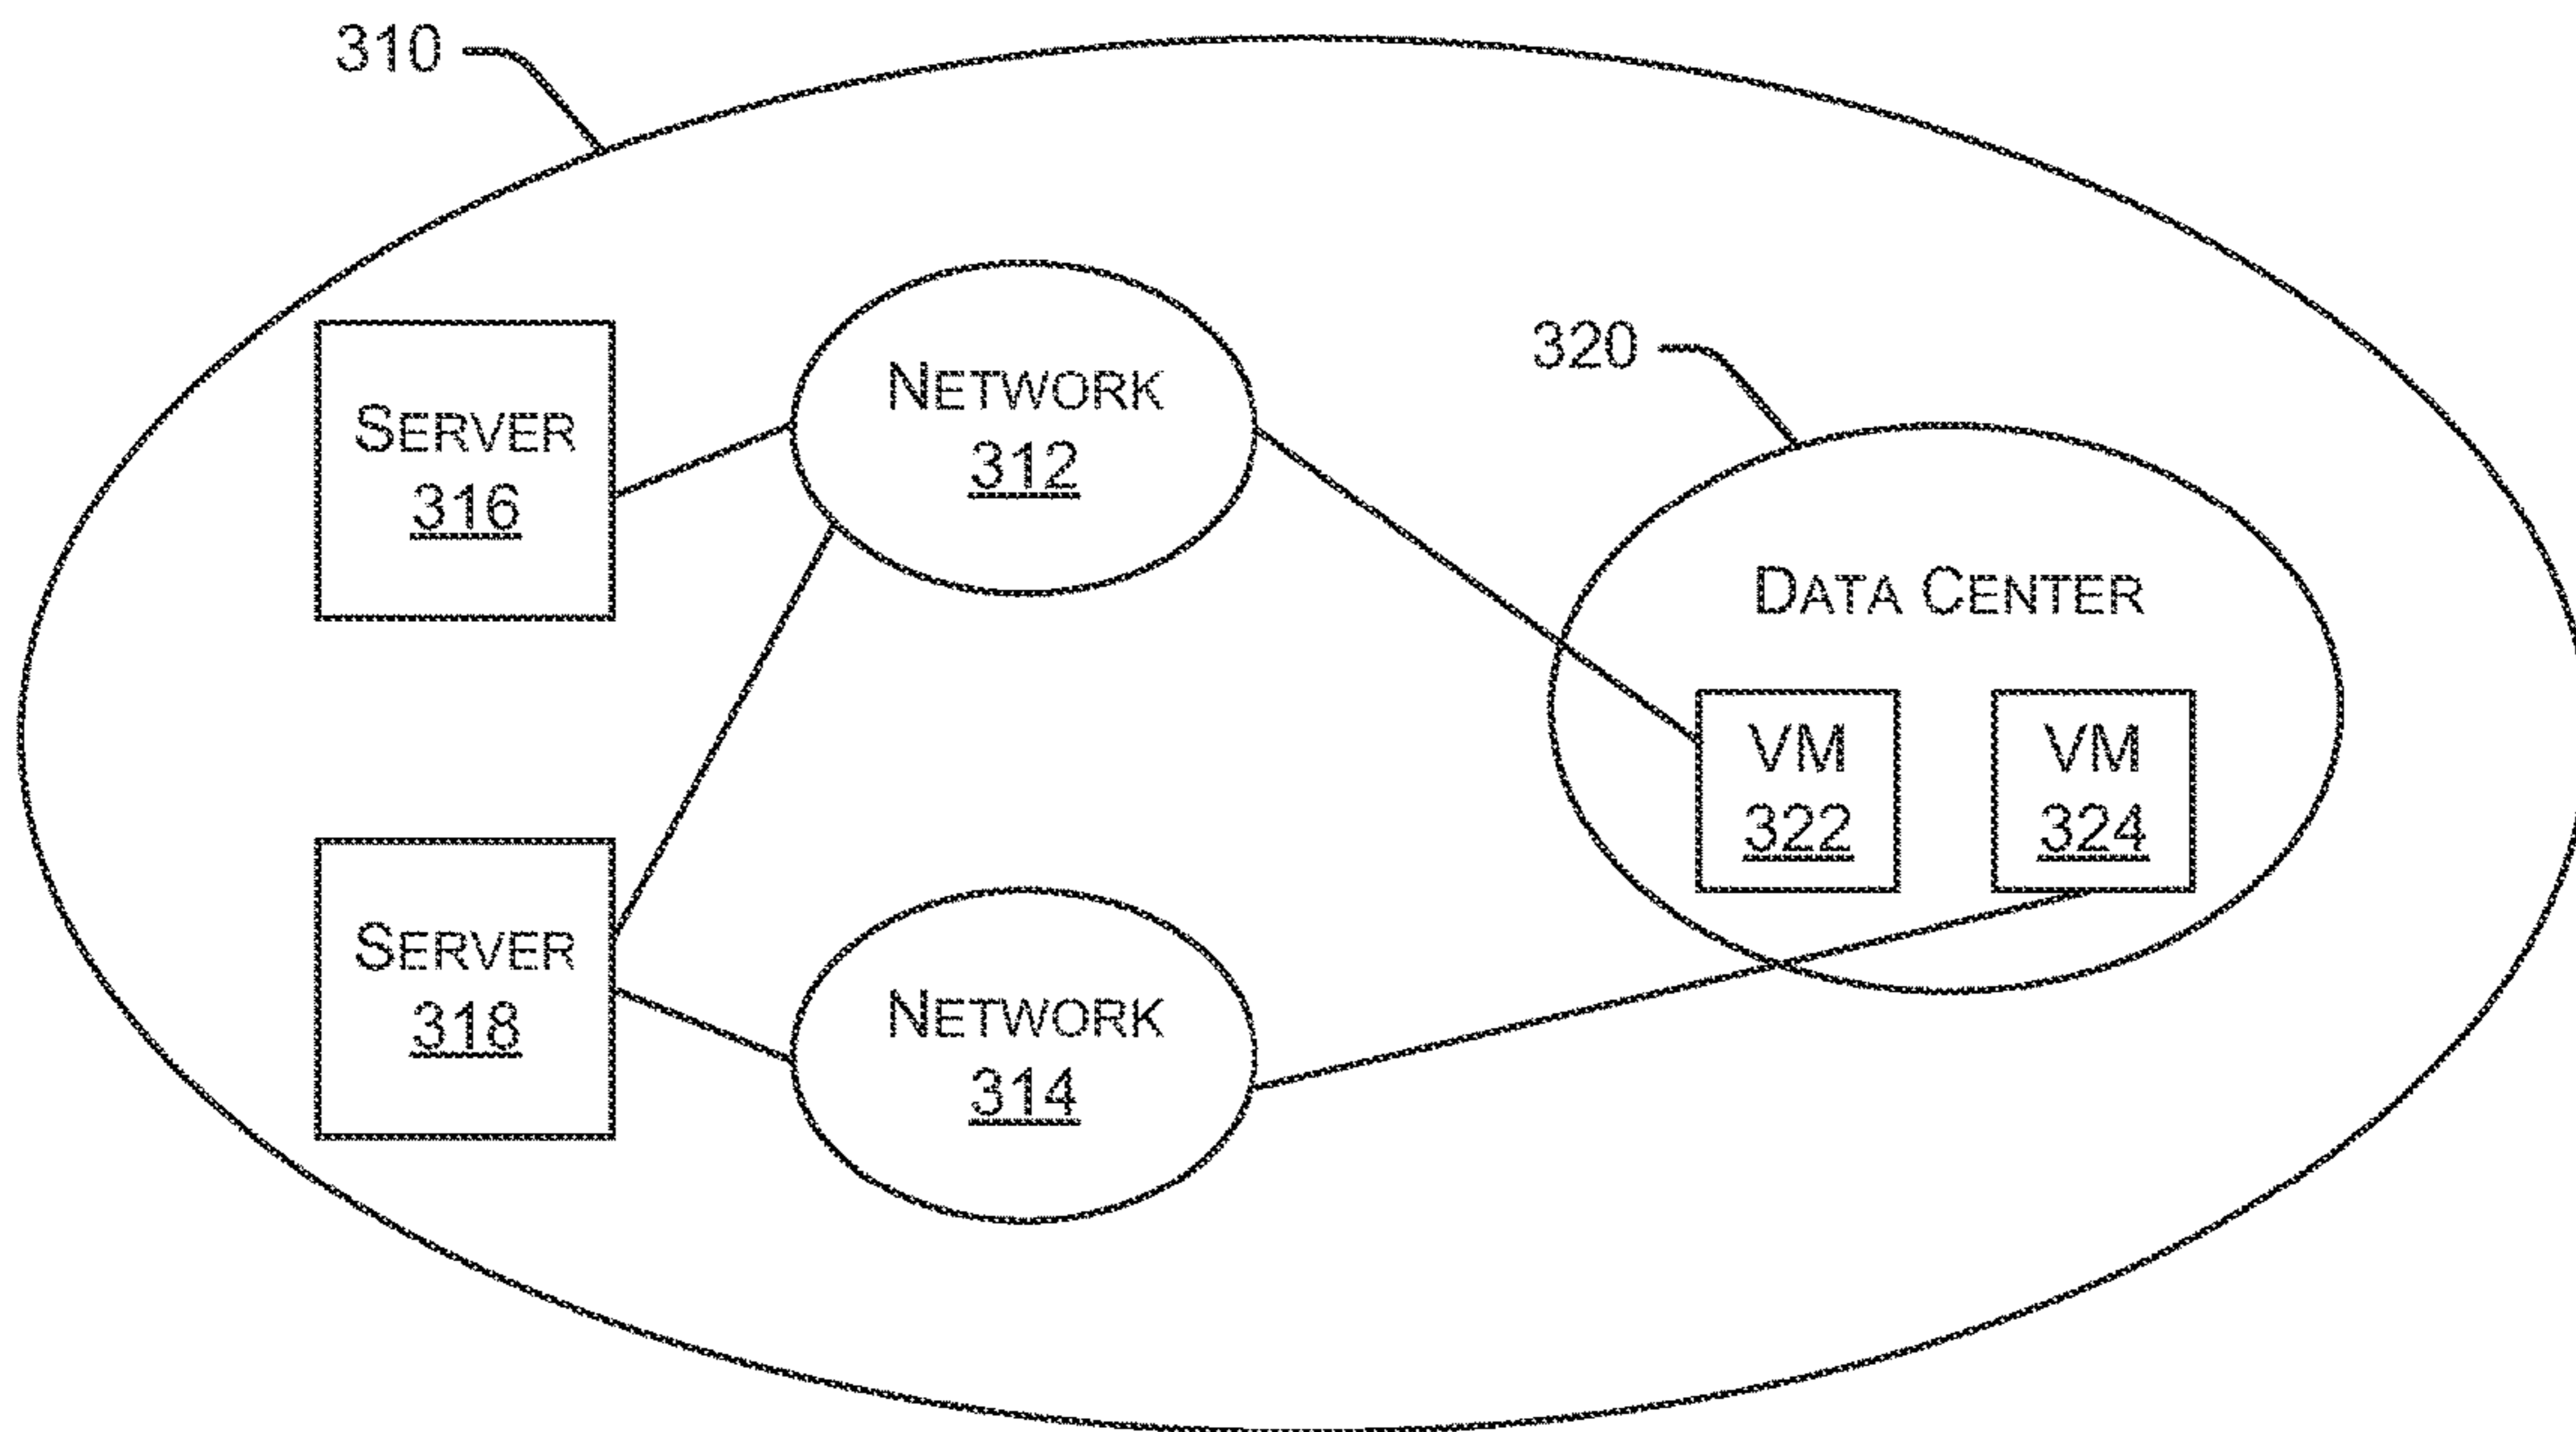 310
NETWORK
312
320
SERVER
316
DATA CENTER
VM
322
VM
324
SERVER
318
NETWORK
314